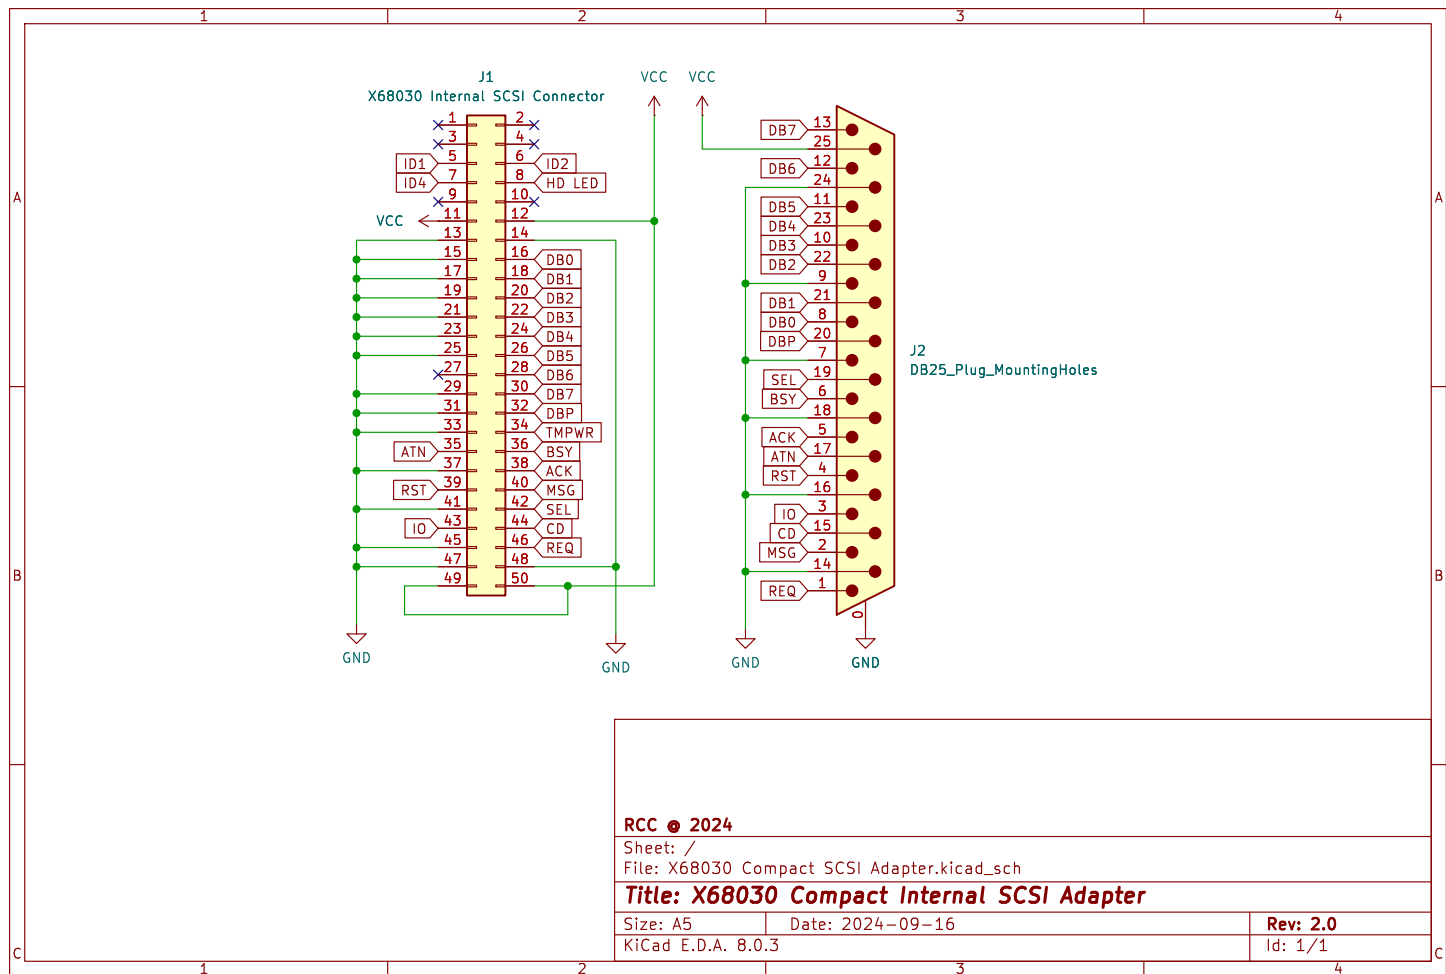 1 2 3 4
J1
X68030 Internal SCSI Connector
VCC VCC
1 2
3 4
ID1 5 6 ID2
ID4 7 8 HD LED
9 10
VCC 11 12
13 14
15 16 DB0
17 18 DB1
19 20 DB2
21 22 DB3
23 24 DB4
25 26 DB5
27 28 DB6
29 30 DB7
31 32 DBP
33 34 TMPWR
ATN 35 36 BSY
37 38 ACK
RST 39 40 MSG
41 42 SEL
IO 43 44 CD
45 46 REQ
47 48
49 50
GND
GND
DB7 13
25
DB6 12
24
DB5 11
DB4 23
DB3 10
DB2 22
9
DB1 21
DB0 8
DBP 20
7
SEL 19
BSY 6
18
ACK 5
ATN 17
RST 4
16
IO 3
CD 15
MSG 2
14
REQ 1
0
J2
DB25_Plug_MountingHoles
GND GND
A A
B B
C C
RCC @ 2024
Sheet: /
File: X68030 Compact SCSI Adapter.kicad_sch
Title: X68030 Compact Internal SCSI Adapter
Size: A5 Date: 2024-09-16 Rev: 2.0
KiCad E.D.A. 8.0.3 Id: 1/1
1 2 3 4